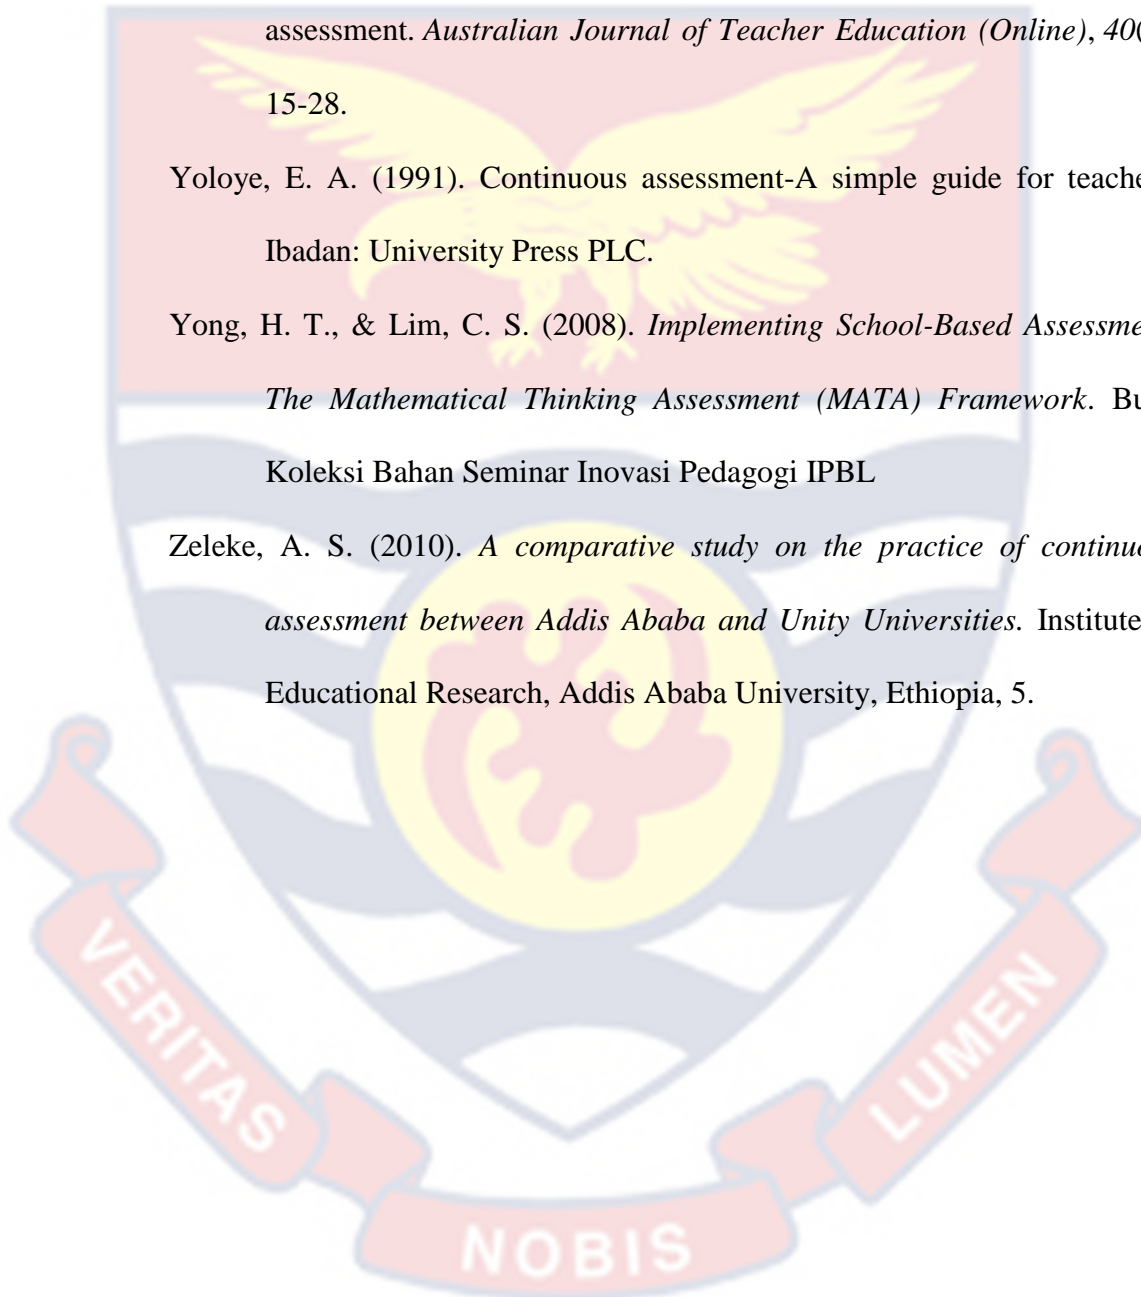 assessment. Australian Journal of Teacher Education (Online), 40(
15-28.
Yoloye, E. A. (1991). Continuous assessment-A simple guide for teache
Ibadan: University Press PLC.
Yong, H. T., & Lim, C. S. (2008). Implementing School-Based Assessme
The Mathematical Thinking Assessment (MATA) Framework. Bu
Koleksi Bahan Seminar Inovasi Pedagogi IPBL
Zeleke, A. S. (2010). A comparative study on the practice of continuo
assessment between Addis Ababa and Unity Universities. Institute
Educational Research, Addis Ababa University, Ethiopia, 5.
VERITAS
NOBIS
LUMEN